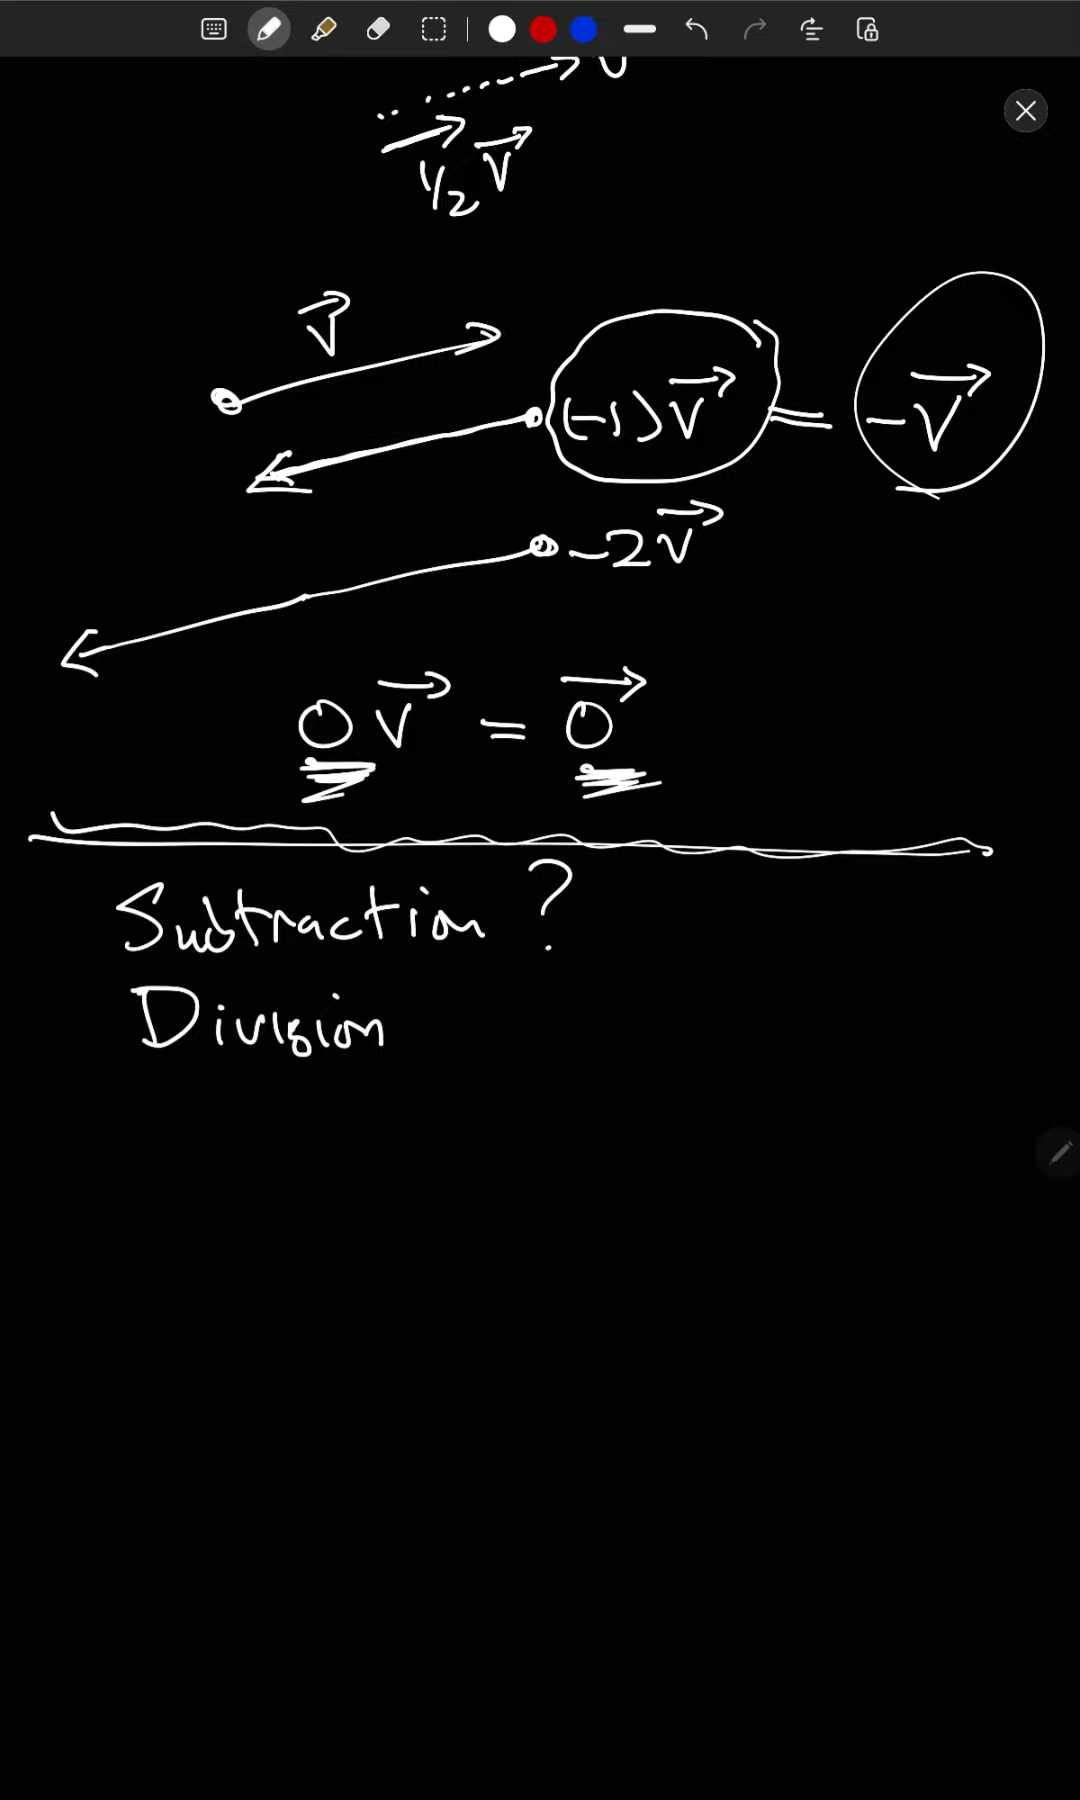 v⃗
1/2 v⃗
v⃗
(-1) v⃗ = -v⃗
-2 v⃗
0 v⃗ = 0⃗
Subtraction ?
Division